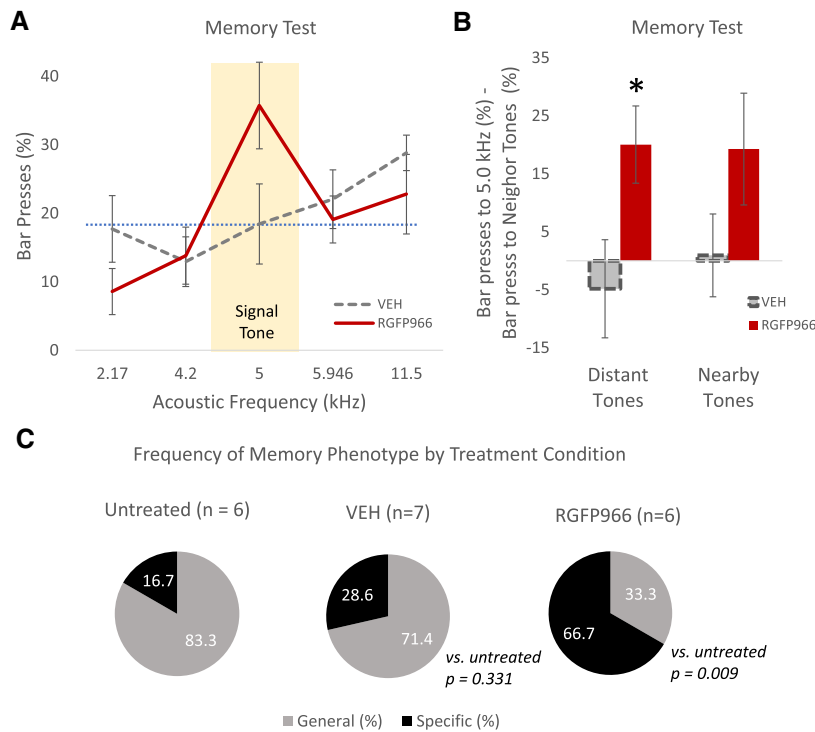 A
Memory Test
Bar Presses (%)
40
30
20
10
0
Signal
Tone
VEH
RGFP966
2.17 4.2 5 5.946 11.5
Acoustic Frequency (kHz)
B
Memory Test
Bar presses to 5.0 kHz (%) -
Bar presss to Neighor Tones (%)
35
25
15
5
-5
-15
*
VEH
RGFP966
Distant
Tones
Nearby
Tones
C
Frequency of Memory Phenotype by Treatment Condition
Untreated (n = 6)
16.7
83.3
VEH (n=7)
28.6
71.4
vs. untreated
p = 0.331
RGFP966 (n=6)
33.3
66.7
vs. untreated
p = 0.009
General (%) Specific (%)